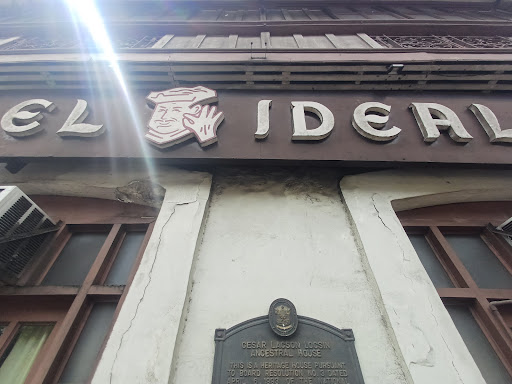 EL IDEAL
CESAR LACSON LOCSIN
ANCESTRAL HOUSE
THIS IS A HERITAGE HOUSE PURSUANT
TO BOARD RESOLUTION NO.